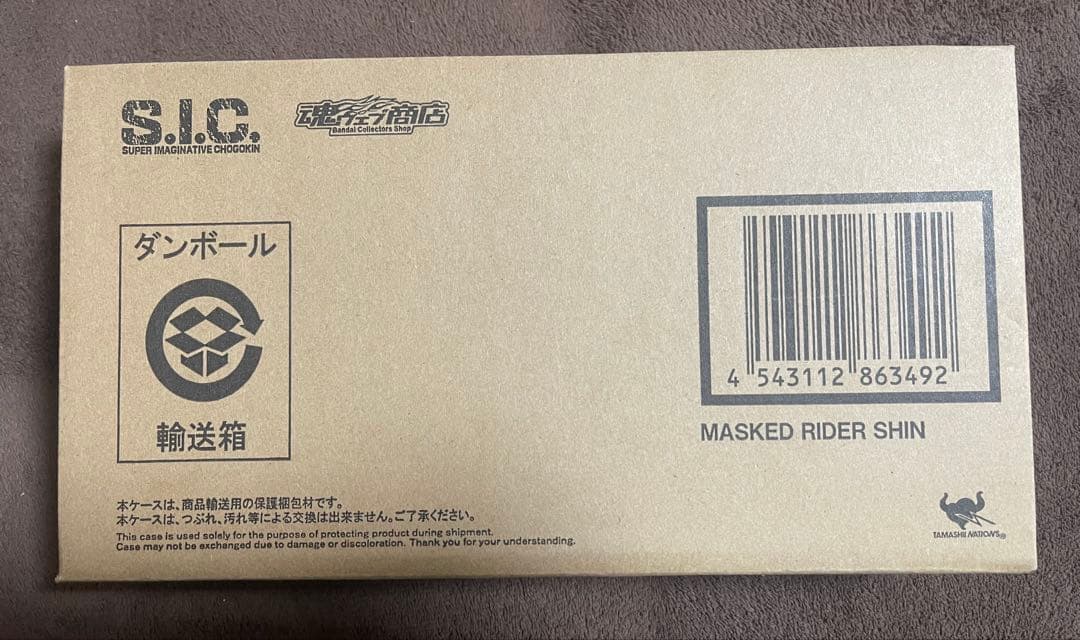 S.I.C.
SUPER IMAGINATIVE CHOGOKIN
魂ウェブ商店
Bandai Collectors Shop
ダンボール
輸送箱
4 543112 863492
MASKED RIDER SHIN
本ケースは、商品輸送用の保護梱包材です。
本ケースは、つぶれ、汚れ等による交換は出来ません。ご了承ください。
This case is used solely for the purpose of protecting product during shipment.
Case may not be exchanged due to damage or discoloration. Thank you for your understanding.
TAMASHII NATIONS